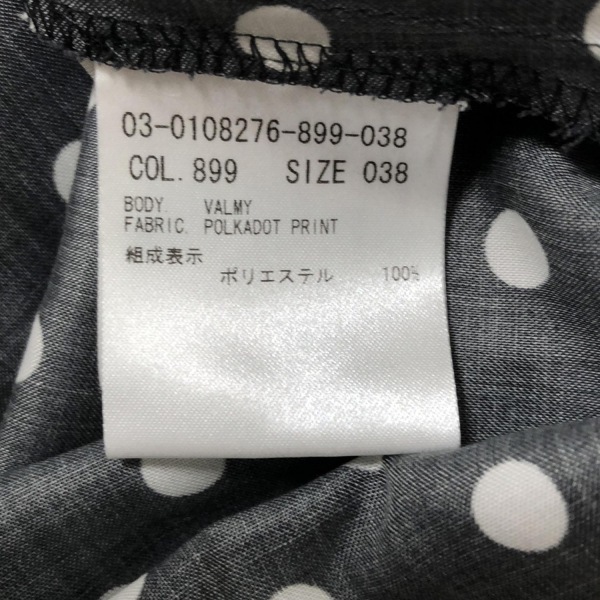 03-0108276-899-038
COL. 899 SIZE 038
BODY. VALMY
FABRIC. POLKADOT PRINT
組成表示
ポリエステル 100%